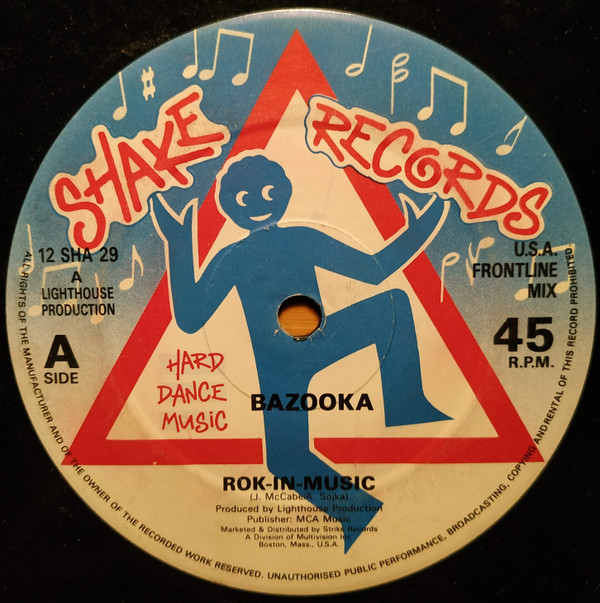 SHAKE
RECORDS
12 SHA 29
A
LIGHTHOUSE
PRODUCTION
A
SIDE
U.S.A.
FRONTLINE
MIX
45
R.P.M.
HARD
DANCE
MUSIC
BAZOOKA
ROK-IN-MUSIC
(J. McCabe/A. Sojka)
Produced by Lighthouse Production
Publisher: MCA Music
Marketed & Distributed by Strike Records
A Division of Multivision Inc
Boston, Mass., U.S.A.
ALL RIGHTS OF THE MANUFACTURER AND OF THE OWNER OF THE RECORDED WORK RESERVED. UNAUTHORISED PUBLIC PERFORMANCE, BROADCASTING, COPYING AND RENTAL OF THIS RECORD PROHIBITED.